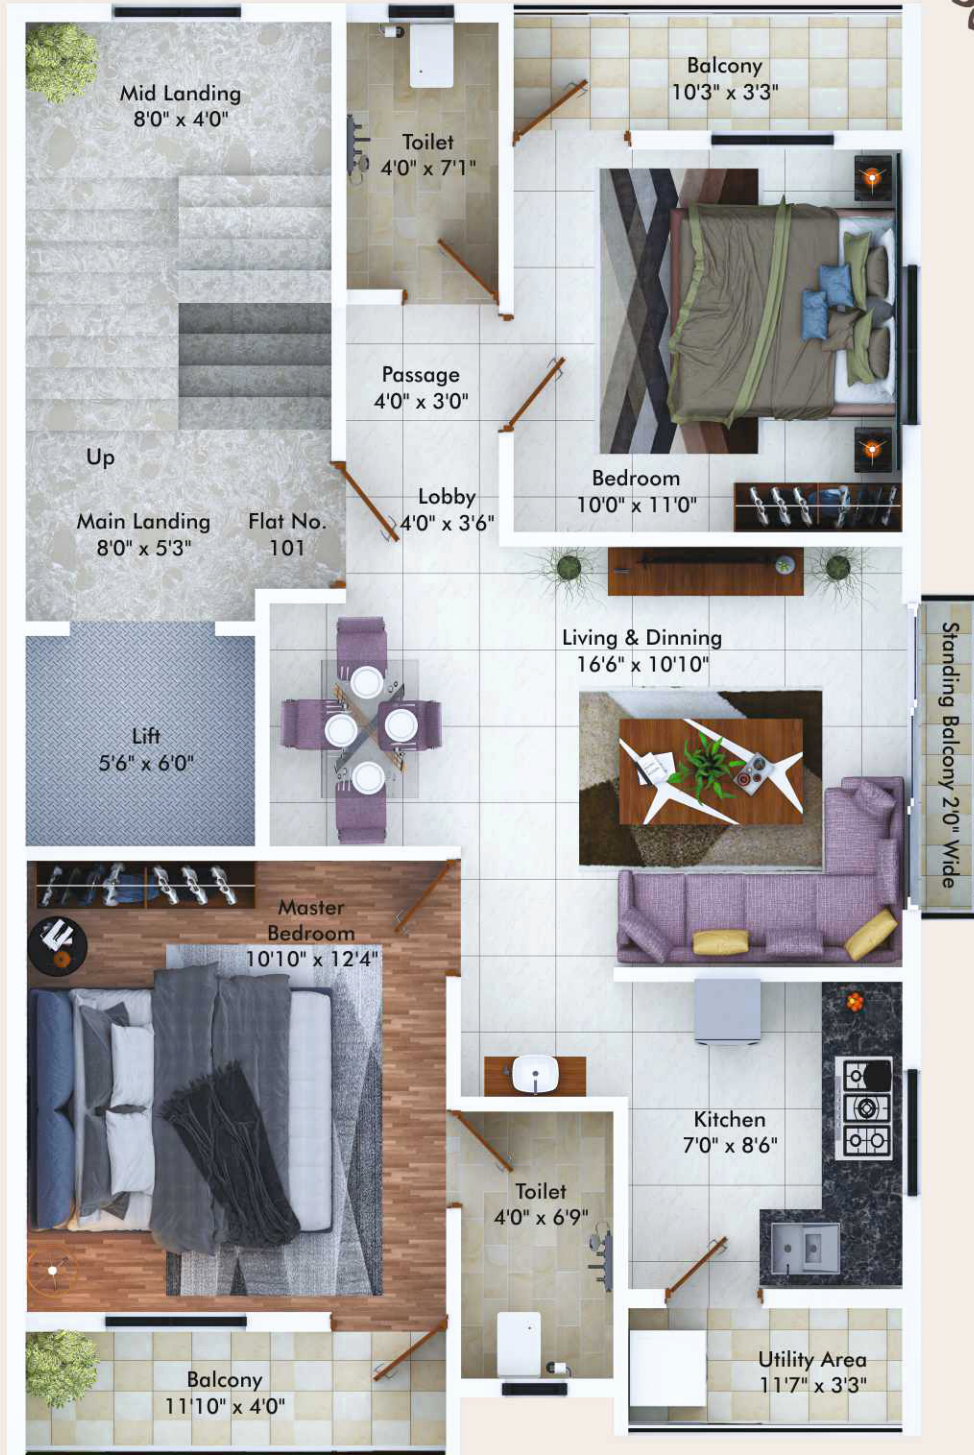 Mid Landing
8'0" x 4'0"
Toilet
4'0" x 7'1"
Balcony
10'3" x 3'3"
Passage
4'0" x 3'0"
Up
Lobby
4'0" x 3'6"
Bedroom
10'0" x 11'0"
Main Landing
8'0" x 5'3"
Flat No.
101
Living & Dinning
16'6" x 10'10"
Standing Balcony 2'0" Wide
Lift
5'6" x 6'0"
Master
Bedroom
10'10" x 12'4"
Kitchen
7'0" x 8'6"
Toilet
4'0" x 6'9"
Balcony
11'10" x 4'0"
Utility Area
11'7" x 3'3"